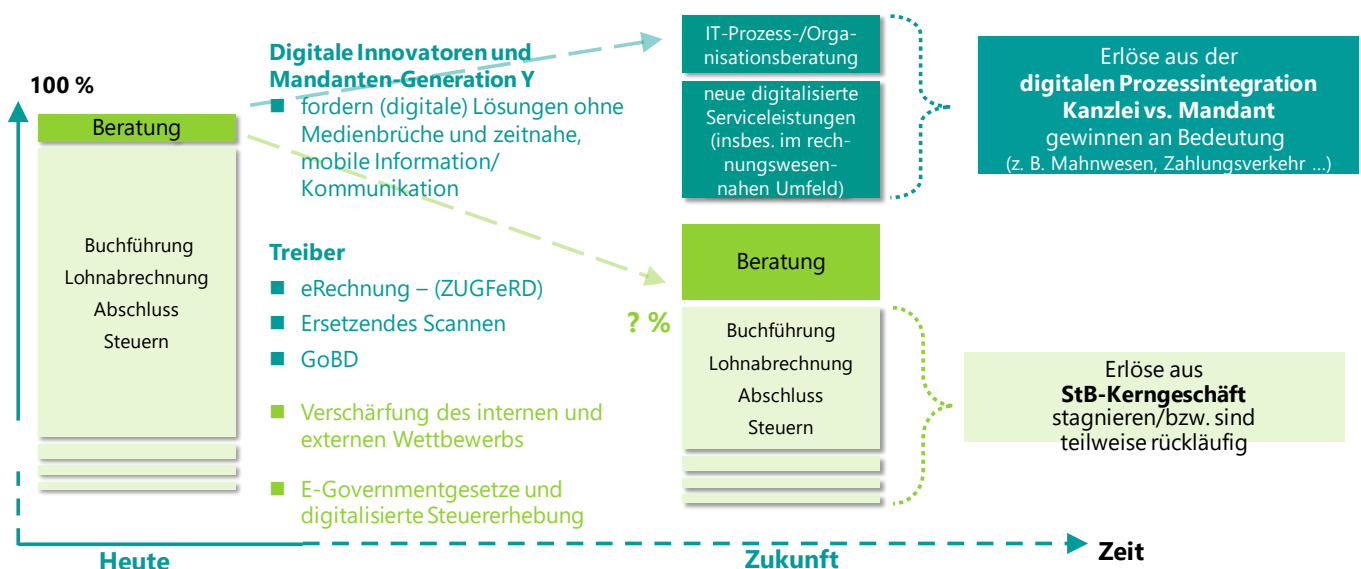 100 %
Beratung
Buchführung
Lohnabrechnung
Abschluss
Steuern
Digitale Innovatoren und
Mandanten-Generation Y
■ fordern (digitale) Lösungen ohne
Medienbrüche und zeitnahe,
mobile Information/
Kommunikation
Treiber
■ eRechnung – (ZUGFeRD)
■ Ersetzendes Scannen
■ GoBD
■ Verschärfung des internen und
externen Wettbewerbs
■ E-Governmentgesetze und
digitalisierte Steuererhebung
IT-Prozess-/Orga-
nisationsberatung
neue digitalisierte
Serviceleistungen
(insbes. im rech-
nungswesen-
nahen Umfeld)
Beratung
? %
Buchführung
Lohnabrechnung
Abschluss
Steuern
Erlöse aus der
digitalen Prozessintegration
Kanzlei vs. Mandant
gewinnen an Bedeutung
(z. B. Mahnwesen, Zahlungsverkehr ...)
Erlöse aus
StB-Kerngeschäft
stagnieren/bzw. sind
teilweise rückläufig
Heute
Zukunft
Zeit